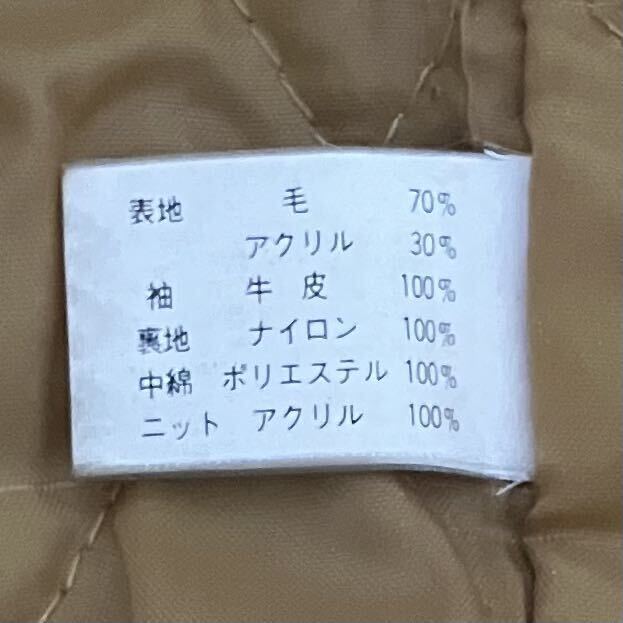 表地 毛 70%
アクリル 30%
袖 牛皮 100%
裏地 ナイロン 100%
中綿 ポリエステル 100%
ニット アクリル 100%